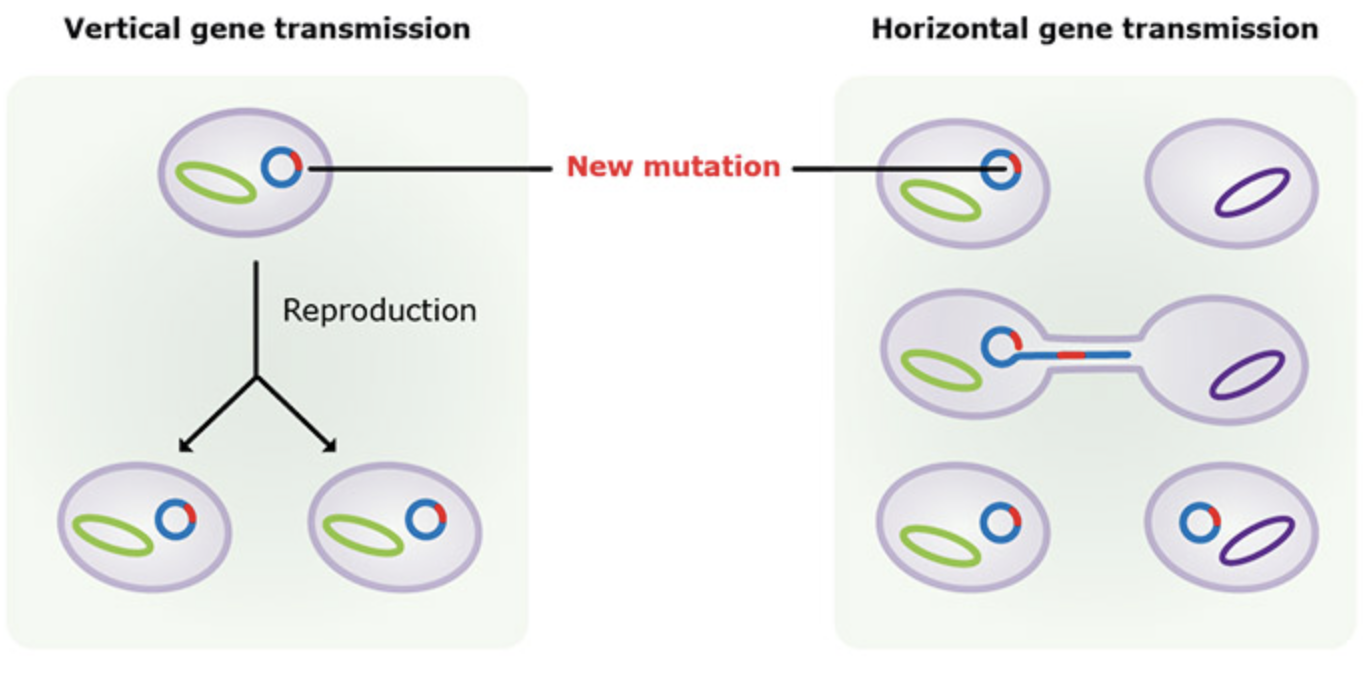 Vertical gene transmission
Horizontal gene transmission
New mutation
Reproduction